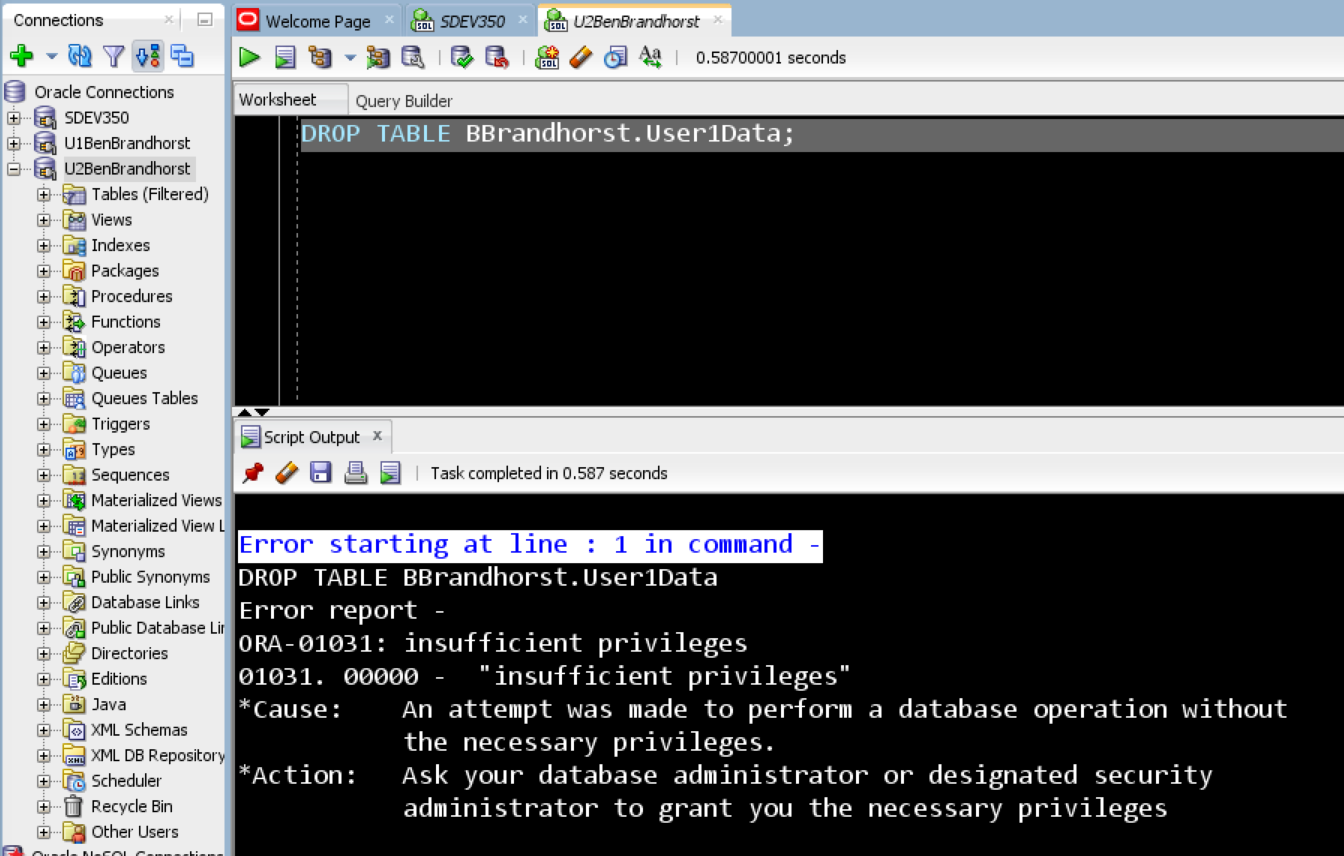 Connections
Welcome Page
SDEV350
U2BenBrandhorst
0.58700001 seconds
Oracle Connections
SDEV350
U1BenBrandhorst
U2BenBrandhorst
Tables (Filtered)
Views
Indexes
Packages
Procedures
Functions
Operators
Queues
Queues Tables
Triggers
Types
Sequences
Materialized Views
Materialized View L
Synonyms
Public Synonyms
Database Links
Public Database Lin
Directories
Editions
Java
XML Schemas
XML DB Repository
Scheduler
Recycle Bin
Other Users
Worksheet
Query Builder
DROP TABLE BBrandhorst.User1Data;
Script Output
Task completed in 0.587 seconds
Error starting at line : 1 in command -
DROP TABLE BBrandhorst.User1Data
Error report -
ORA-01031: insufficient privileges
01031. 00000 -  "insufficient privileges"
*Cause:    An attempt was made to perform a database operation without
the necessary privileges.
*Action:   Ask your database administrator or designated security
administrator to grant you the necessary privileges